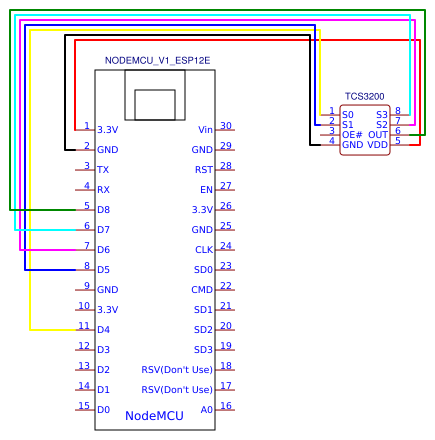 NODEMCU_V1_ESP12E
TCS3200
1 S0 S3 8
2 S1 S2 7
3 OE# OUT 6
4 GND VDD 5
1 3.3V Vin 30
2 GND GND 29
3 TX RST 28
4 RX EN 27
5 D8 3.3V 26
6 D7 GND 25
7 D6 CLK 24
8 D5 SD0 23
9 GND CMD 22
10 3.3V SD1 21
11 D4 SD2 20
12 D3 SD3 19
13 D2 RSV(Don't Use) 18
14 D1 RSV(Don't Use) 17
15 D0 A0 16
NodeMCU